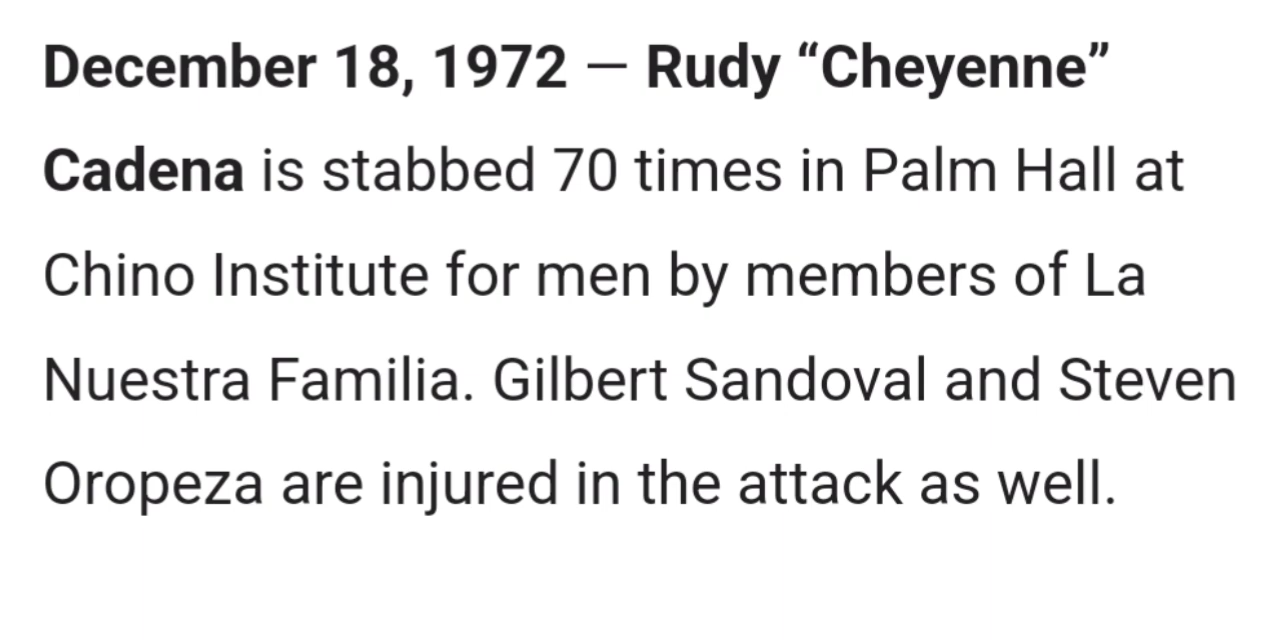 December 18, 1972 — Rudy “Cheyenne”
Cadena is stabbed 70 times in Palm Hall at
Chino Institute for men by members of La
Nuestra Familia. Gilbert Sandoval and Steven
Oropeza are injured in the attack as well.